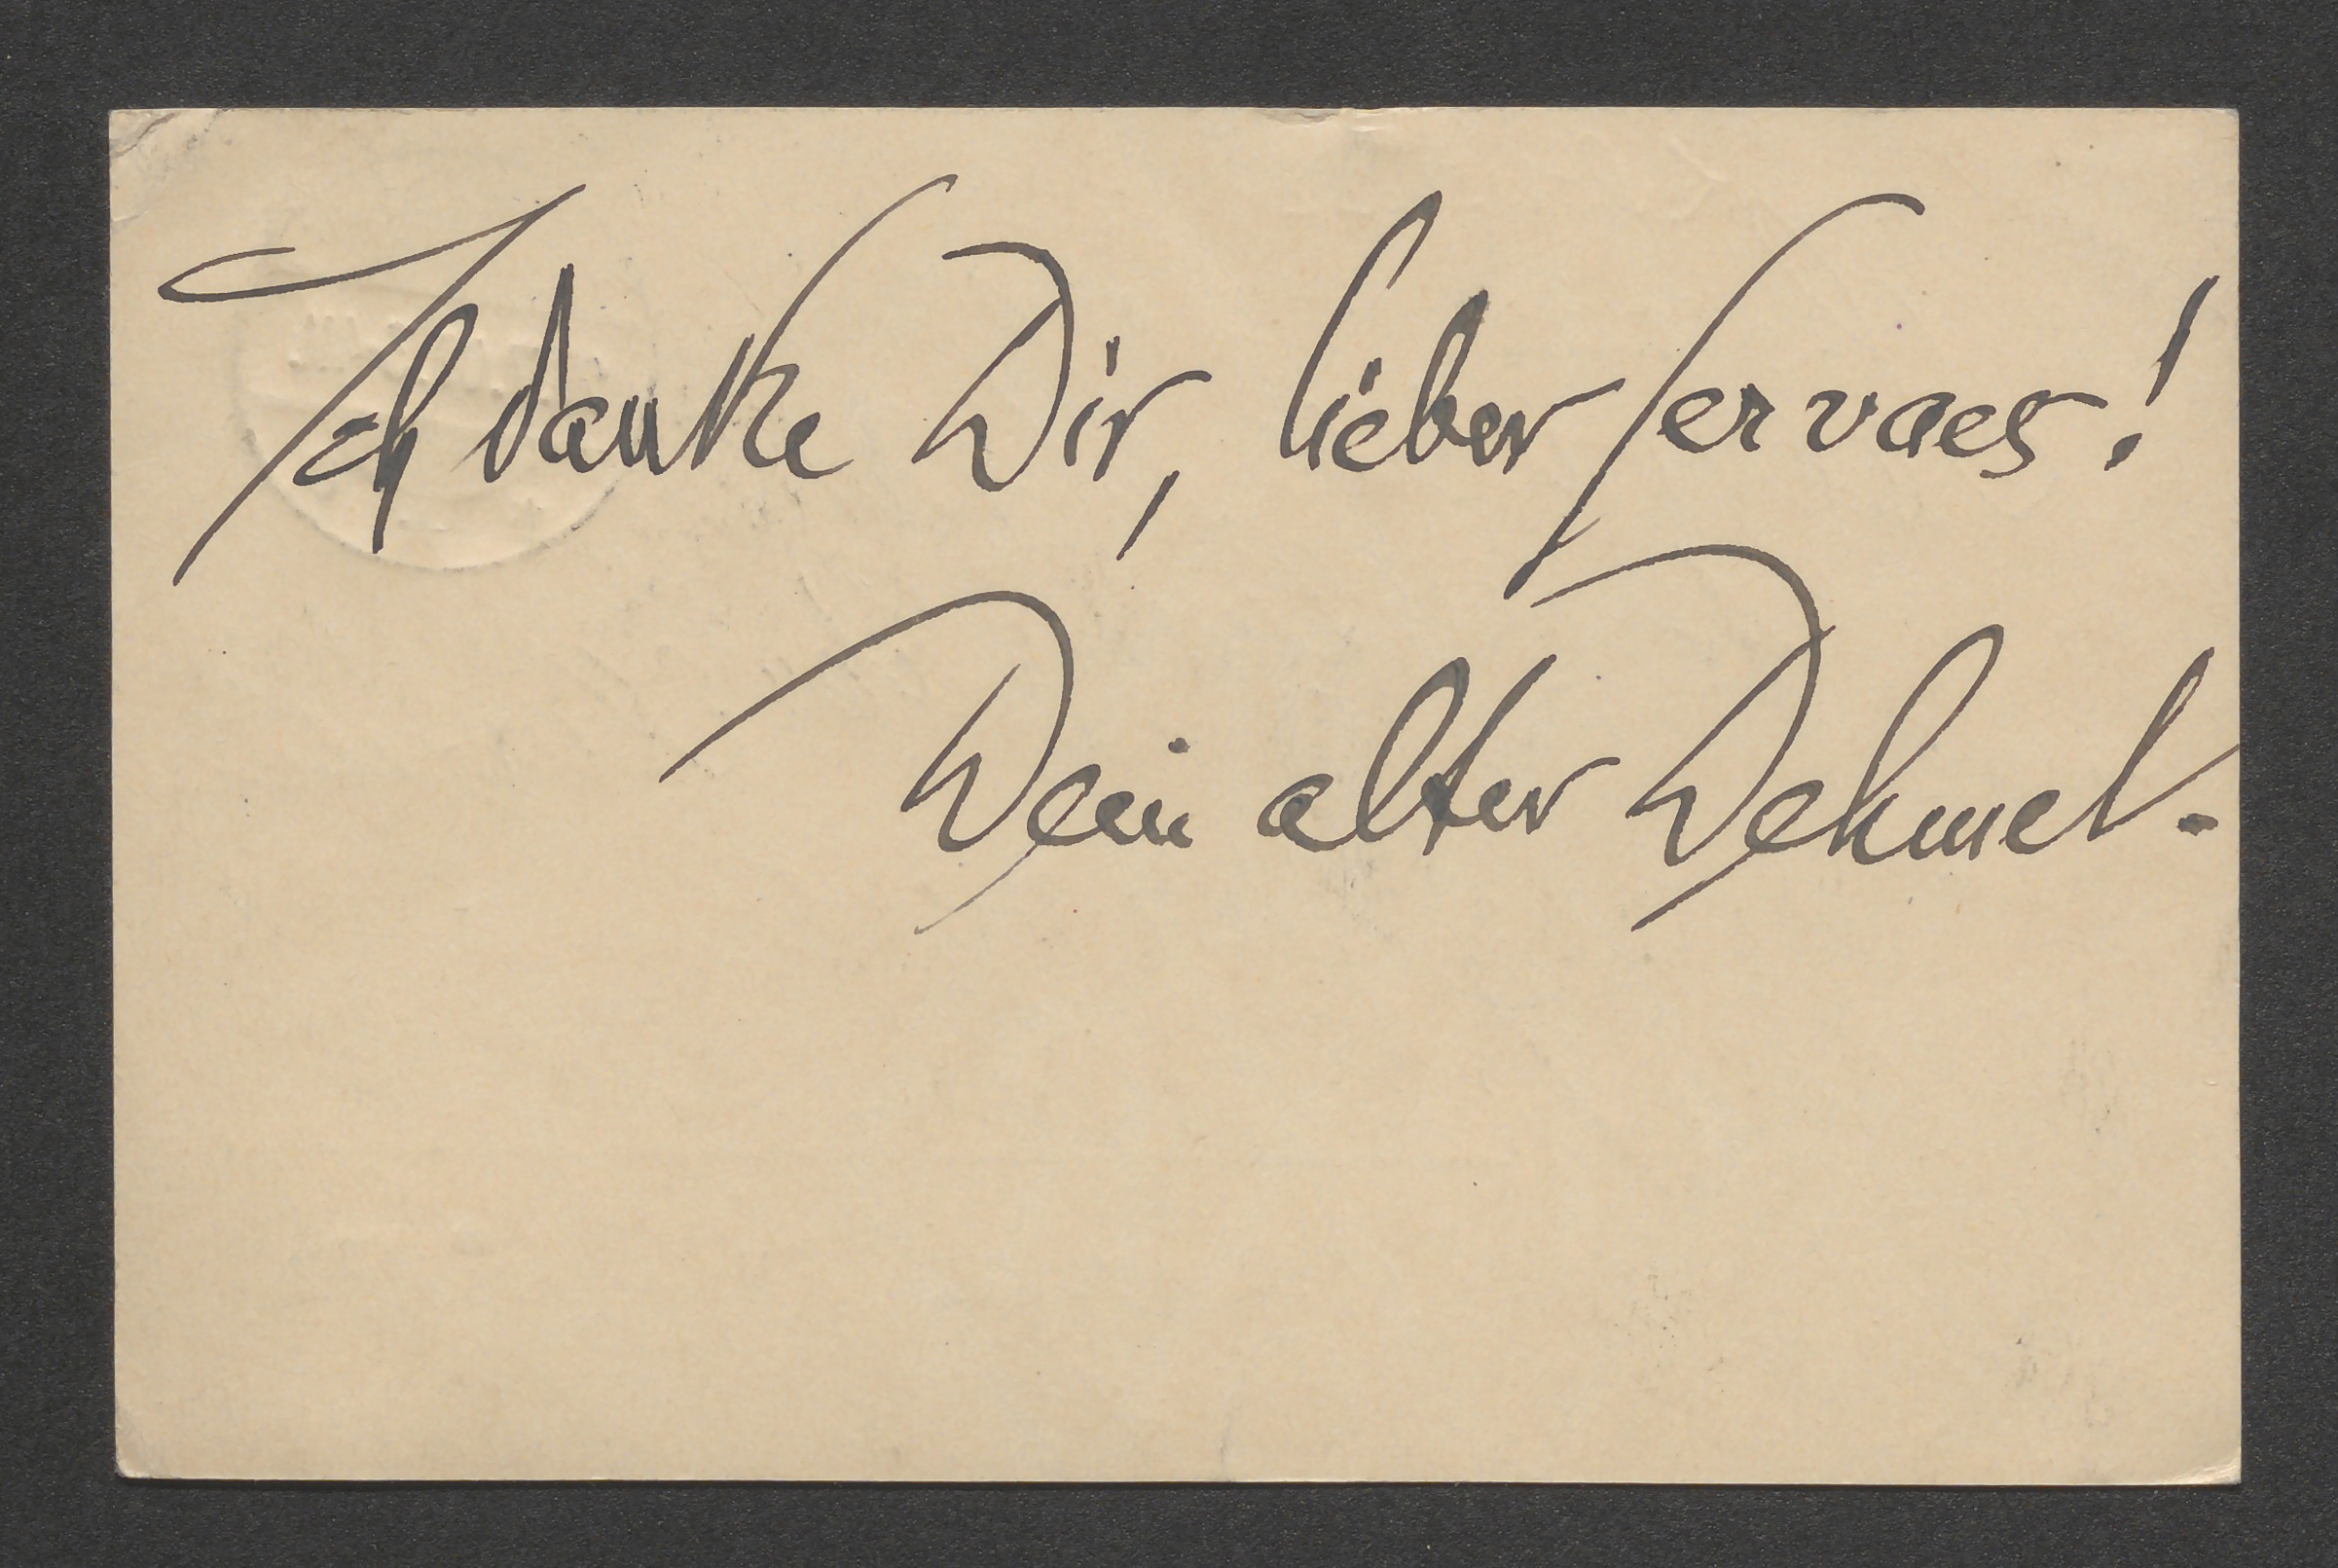 Ich danke Dir, lieber Servaes!
Dein alter Dehmel.